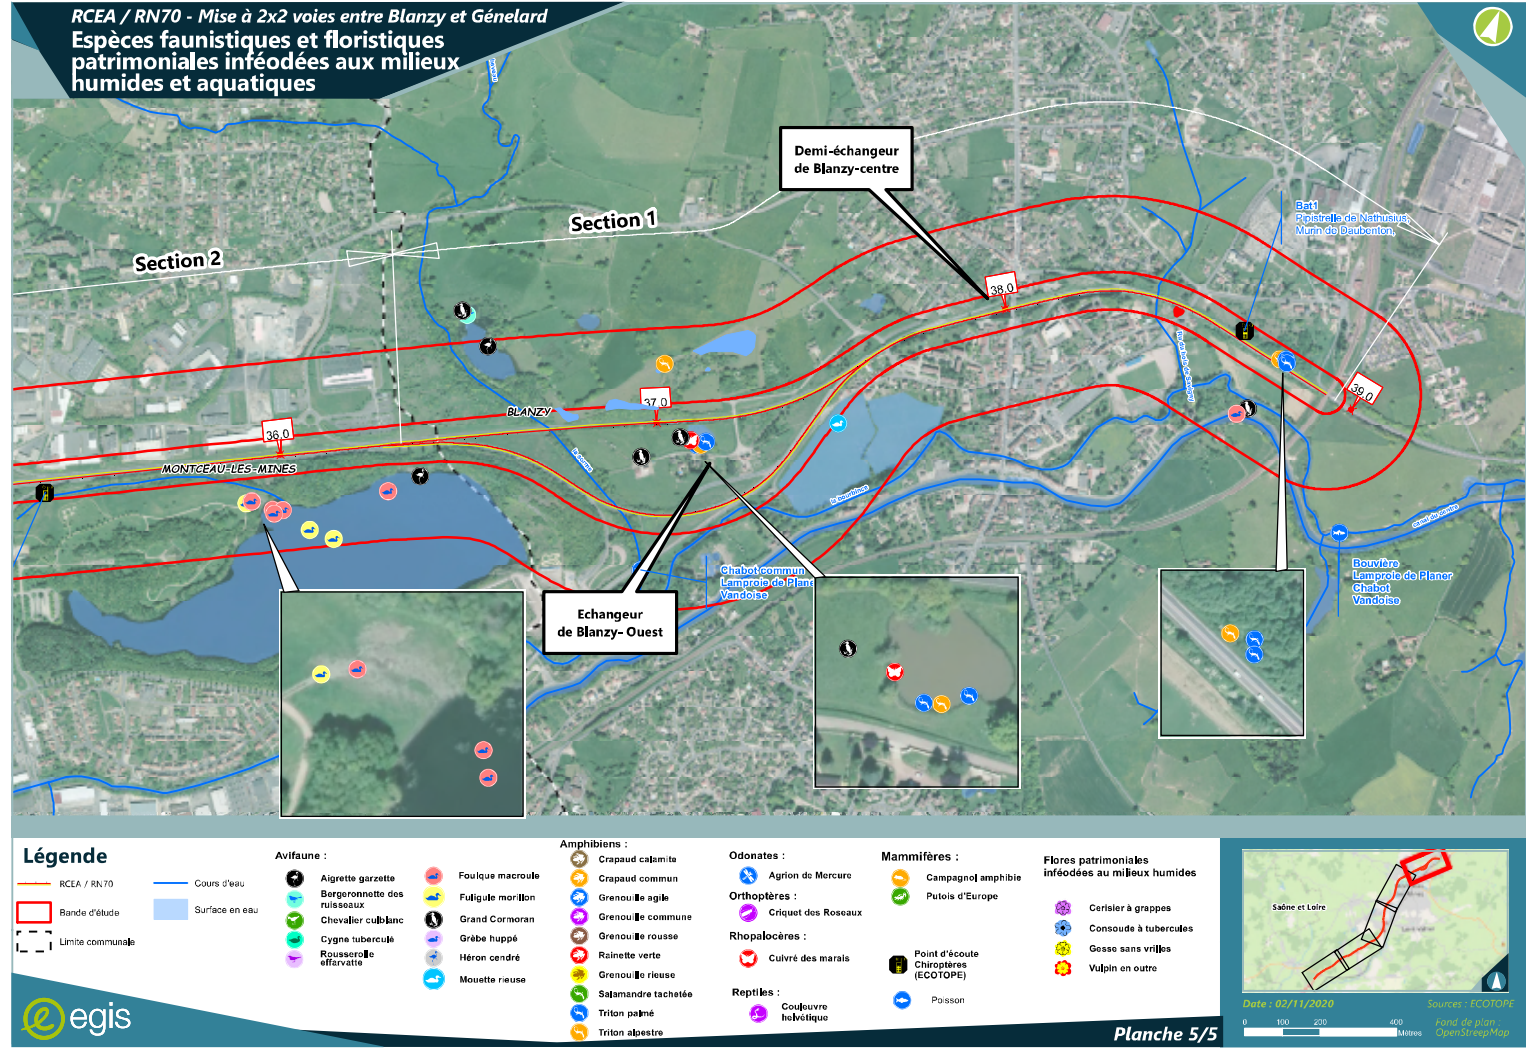 RCEA / RN70 - Mise à 2x2 voies entre Blanzy et Génelard
Espèces faunistiques et floristiques
patrimoniales inféodées aux milieux
humides et aquatiques
Demi-échangeur
de Blanzy-centre
Section 1
Section 2
Bat1
Pipistrelle de Nathusius,
Murin de Daubenton,
38.0
39.0
37.0
36.0
BLANZY
MONTCEAU-LES-MINES
la bourbince
canal du centre
Chabot commun
Lamproie de Plane
Vandoise
Echangeur
de Blanzy-Ouest
Bouvière
Lamproie de Planer
Chabot
Vandoise
Légende
RCEA / RN70
Bande d'étude
Limite communale
Cours d'eau
Surface en eau
Avifaune :
Aigrette garzette
Bergeronnette des
ruisseaux
Chevalier culblanc
Cygne tuberculé
Rousserolle
effarvatte
Foulque macroule
Fuligule morillon
Grand Cormoran
Grèbe huppé
Héron cendré
Mouette rieuse
Amphibiens :
Crapaud calamite
Crapaud commun
Grenouille agile
Grenouille commune
Grenouille rousse
Rainette verte
Grenouille rieuse
Salamandre tachetée
Triton palmé
Triton alpestre
Odonates :
Agrion de Mercure
Orthoptères :
Criquet des Roseaux
Rhopalocères :
Cuivré des marais
Reptiles :
Couleuvre
helvétique
Mammifères :
Campagnol amphibie
Putois d'Europe
Point d'écoute
Chiroptères
(ECOTOPE)
Poisson
Flores patrimoniales
inféodées au milieux humides
Cerisier à grappes
Consoude à tubercules
Gesse sans vrilles
Vulpin en outre
Saône et Loire
Date : 02/11/2020
Sources : ECOTOPE
0 100 200 400
Mètres
Fond de plan :
OpenStreepMap
egis
Planche 5/5